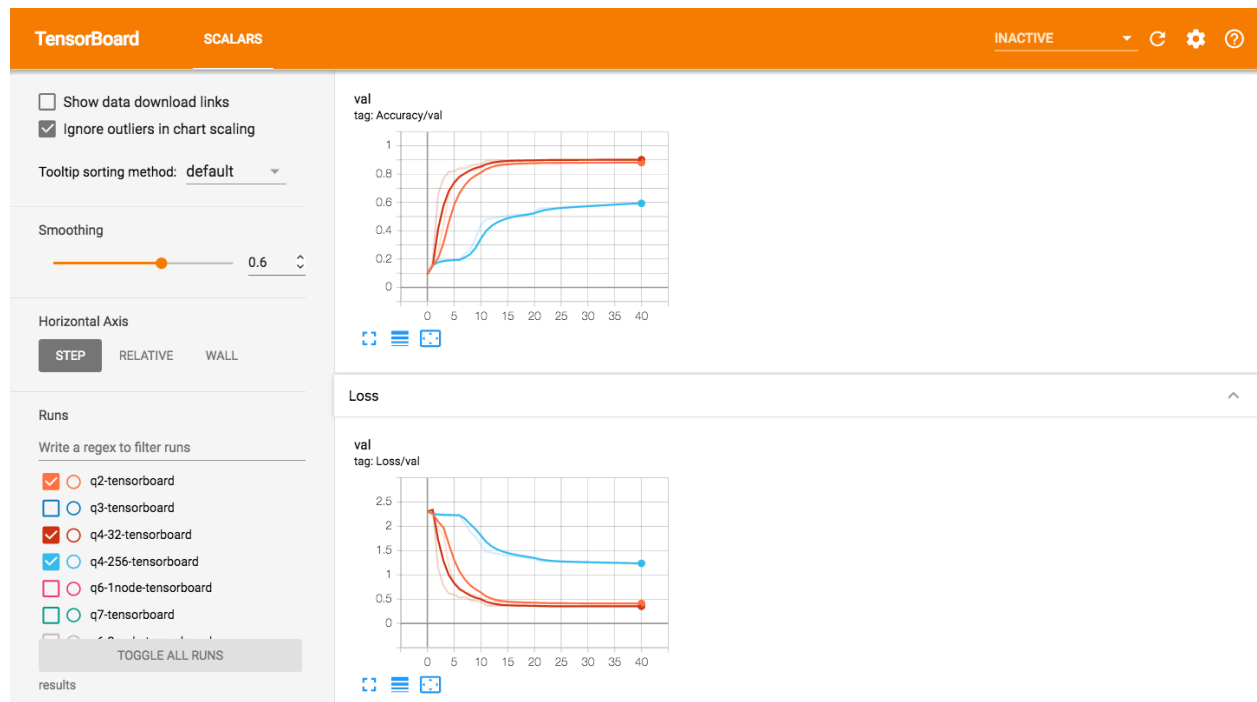 TensorBoard SCALARS INACTIVE
Show data download links
Ignore outliers in chart scaling
Tooltip sorting method: default
Smoothing
0.6
Horizontal Axis
STEP RELATIVE WALL
Runs
Write a regex to filter runs
q2-tensorboard
q3-tensorboard
q4-32-tensorboard
q4-256-tensorboard
q6-1node-tensorboard
q7-tensorboard
TOGGLE ALL RUNS
results
val
tag: Accuracy/val
1
0.8
0.6
0.4
0.2
0
0 5 10 15 20 25 30 35 40
Loss
val
tag: Loss/val
2.5
2
1.5
1
0.5
0
0 5 10 15 20 25 30 35 40